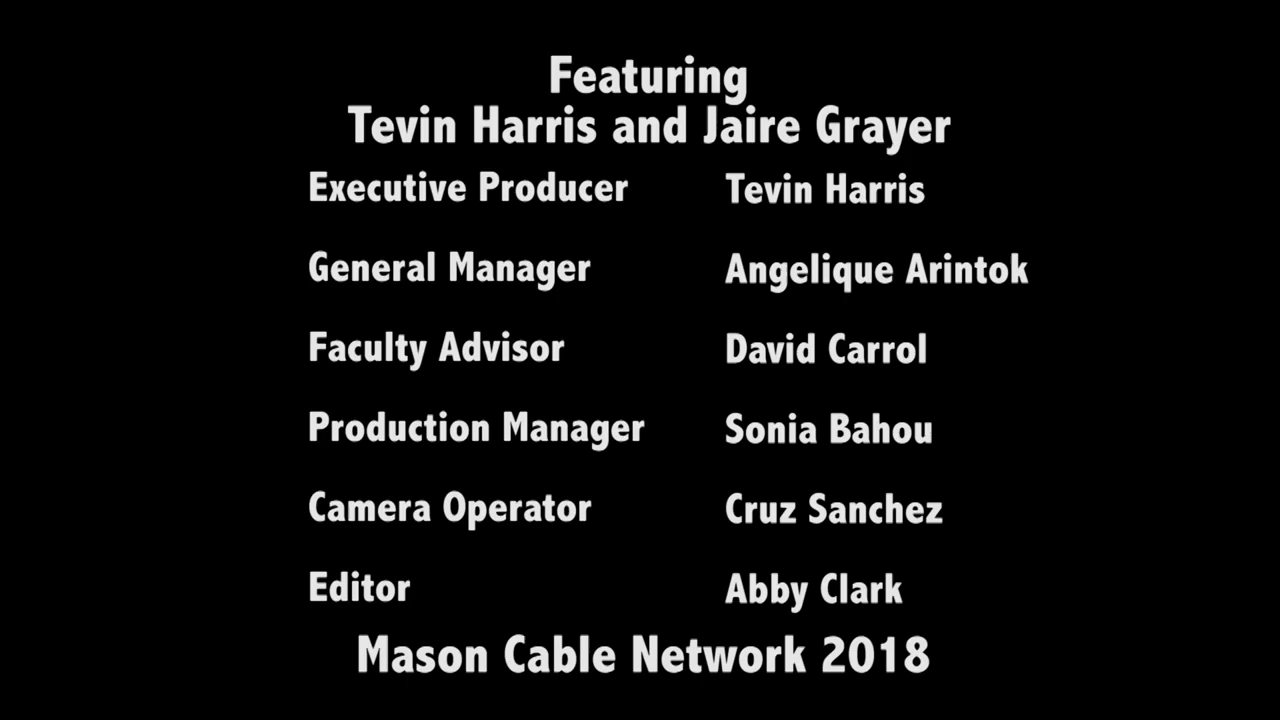 Featuring
Tevin Harris and Jaire Grayer
Executive Producer Tevin Harris
General Manager Angelique Arintok
Faculty Advisor David Carrol
Production Manager Sonia Bahou
Camera Operator Cruz Sanchez
Editor Abby Clark
Mason Cable Network 2018